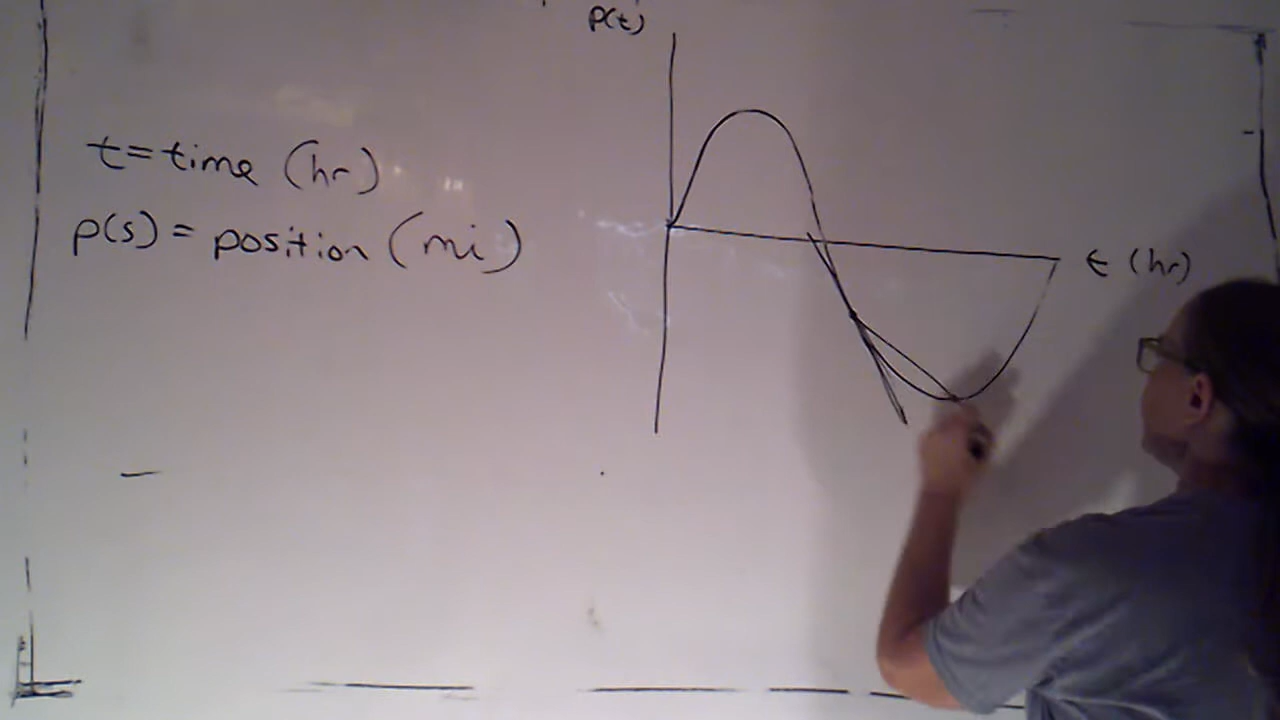 p(t)
t=time (hr)
p(s) = position (mi)
t (hr)